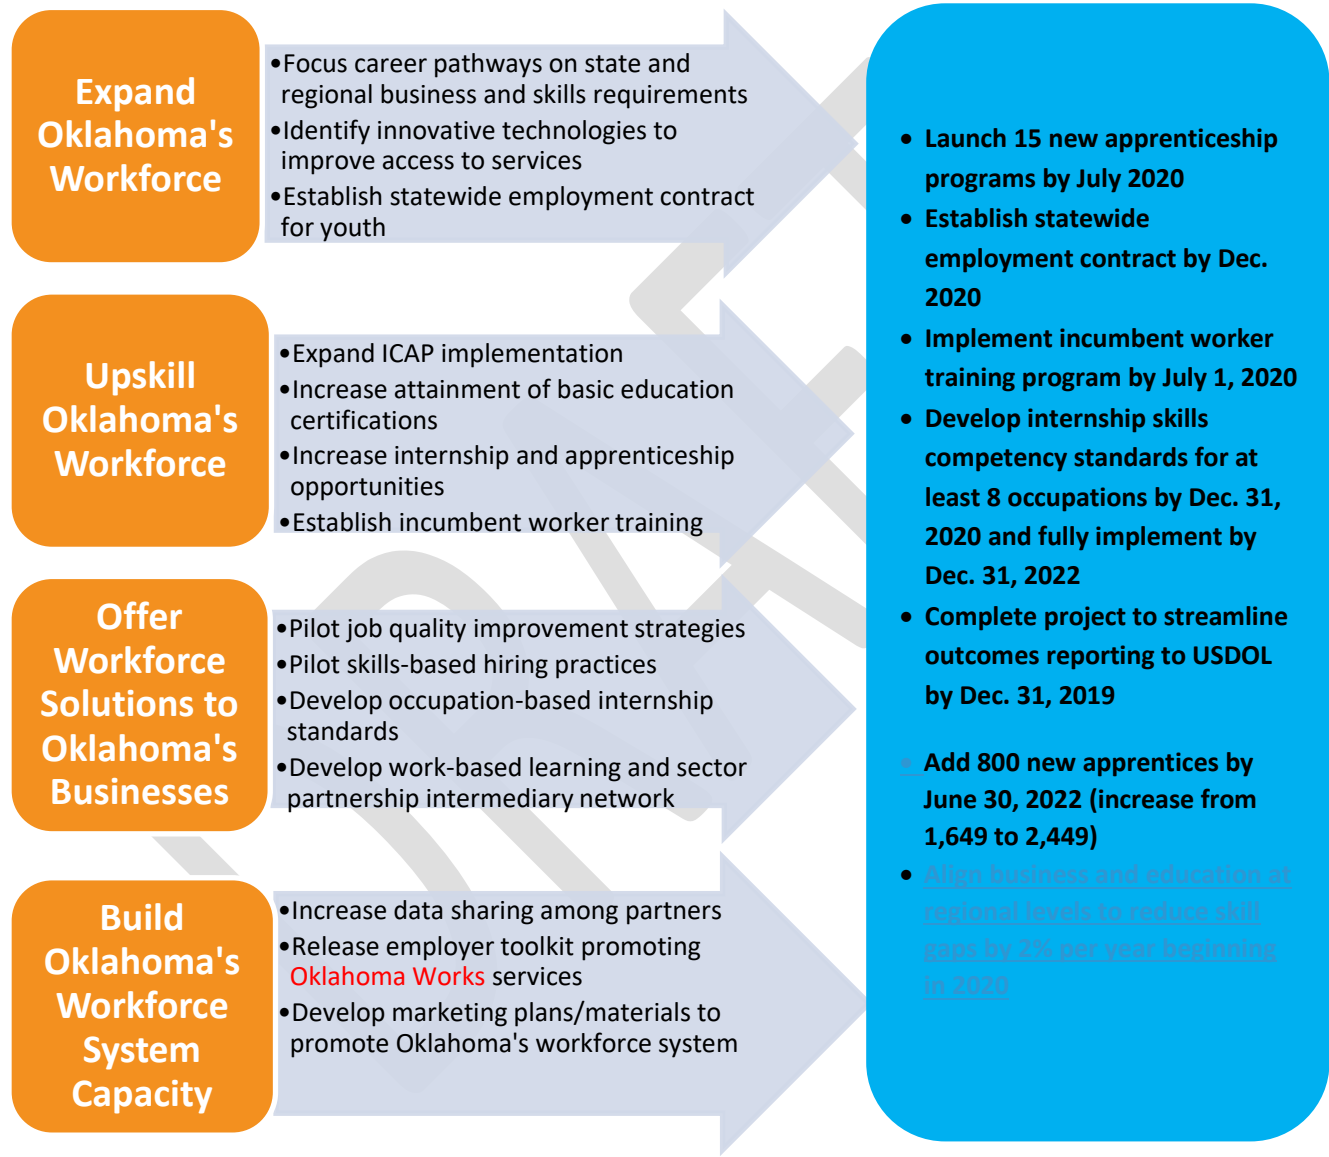 Expand
Oklahoma's
Workforce
•Focus career pathways on state and
regional business and skills requirements
•Identify innovative technologies to
improve access to services
•Establish statewide employment contract
for youth
Upskill
Oklahoma's
Workforce
•Expand ICAP implementation
•Increase attainment of basic education
certifications
•Increase internship and apprenticeship
opportunities
•Establish incumbent worker training
Offer
Workforce
Solutions to
Oklahoma's
Businesses
•Pilot job quality improvement strategies
•Pilot skills-based hiring practices
•Develop occupation-based internship
standards
•Develop work-based learning and sector
partnership intermediary network
Build
Oklahoma's
Workforce
System
Capacity
•Increase data sharing among partners
•Release employer toolkit promoting
Oklahoma Works services
•Develop marketing plans/materials to
promote Oklahoma's workforce system
• Launch 15 new apprenticeship
programs by July 2020
• Establish statewide
employment contract by Dec.
2020
• Implement incumbent worker
training program by July 1, 2020
• Develop internship skills
competency standards for at
least 8 occupations by Dec. 31,
2020 and fully implement by
Dec. 31, 2022
• Complete project to streamline
outcomes reporting to USDOL
by Dec. 31, 2019
• Add 800 new apprentices by
June 30, 2022 (increase from
1,649 to 2,449)
• Align business and education at
regional levels to reduce skill
gaps by 2% per year beginning
in 2020
DRAFT